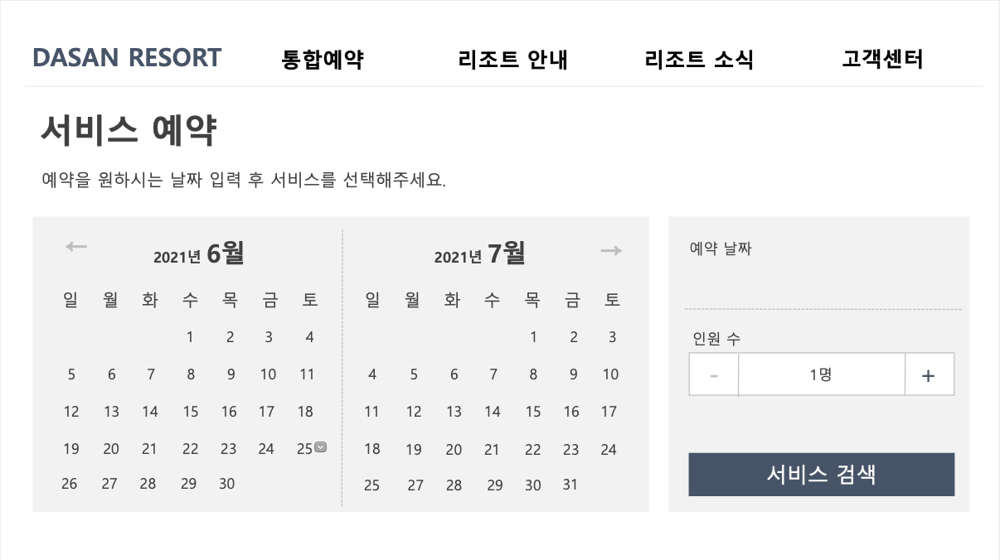 DASAN RESORT 통합예약 리조트 안내 리조트 소식 고객센터
서비스 예약
예약을 원하시는 날짜 입력 후 서비스를 선택해주세요.
← 2021년 6월
일 월 화 수 목 금 토
1 2 3 4
5 6 7 8 9 10 11
12 13 14 15 16 17 18
19 20 21 22 23 24 25
26 27 28 29 30
2021년 7월 →
일 월 화 수 목 금 토
1 2 3
4 5 6 7 8 9 10
11 12 13 14 15 16 17
18 19 20 21 22 23 24
25 27 28 29 30 31
예약 날짜
인원 수
- 1명 +
서비스 검색